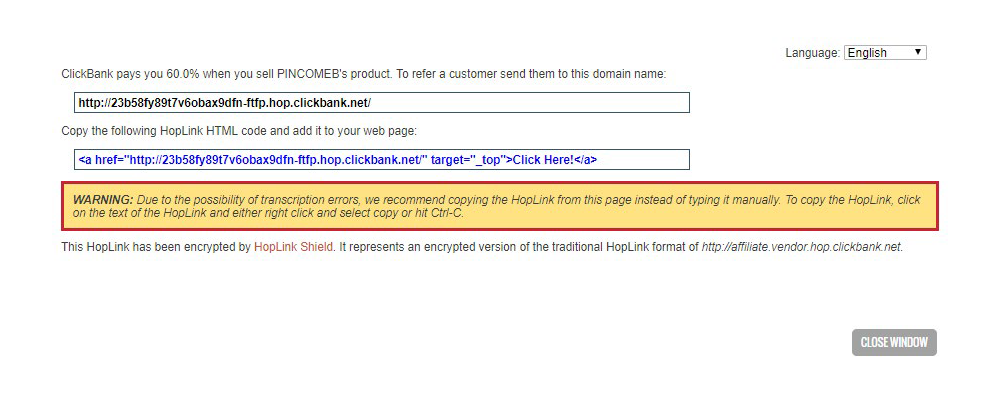 Language: English
ClickBank pays you 60.0% when you sell PINCOMEB's product. To refer a customer send them to this domain name:
http://23b58fy89t7v6obax9dfn-ftfp.hop.clickbank.net/
Copy the following HopLink HTML code and add it to your web page:
<a href="http://23b58fy89t7v6obax9dfn-ftfp.hop.clickbank.net/" target="_top">Click Here!</a>
WARNING: Due to the possibility of transcription errors, we recommend copying the HopLink from this page instead of typing it manually. To copy the HopLink, click
on the text of the HopLink and either right click and select copy or hit Ctrl-C.
This HopLink has been encrypted by HopLink Shield. It represents an encrypted version of the traditional HopLink format of http://affiliate.vendor.hop.clickbank.net.
CLOSE WINDOW